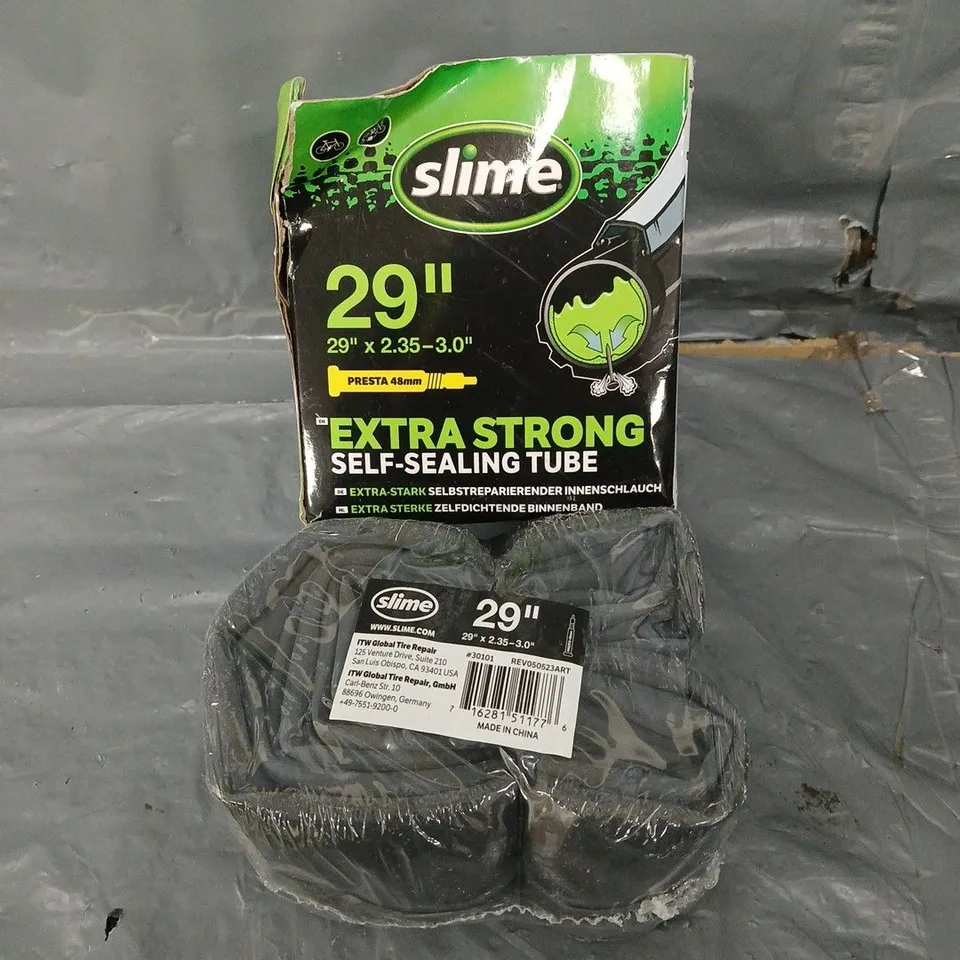 slime
29"
29" x 2.35–3.0"
PRESTA 48mm
EN
EXTRA STRONG
SELF-SEALING TUBE
DE EXTRA-STARK SELBSTREPARIERENDER INNENSCHLAUCH
NL EXTRA STERKE ZELFDICHTENDE BINNENBAND
slime
WWW.SLIME.COM
29"
29" x 2.35–3.0"
ITW Global Tire Repair
125 Venture Drive, Suite 210
San Luis Obispo, CA 93401 USA
ITW Global Tire Repair, GmbH
Carl-Benz Str. 10
88696 Owingen, Germany
+49-7551-9200-0
#30101 REV050523ART
7 16281 51177 6
MADE IN CHINA